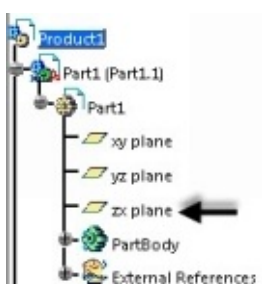 Product1
Part1 (Part1.1)
Part1
xy plane
yz plane
zx plane
PartBody
External References